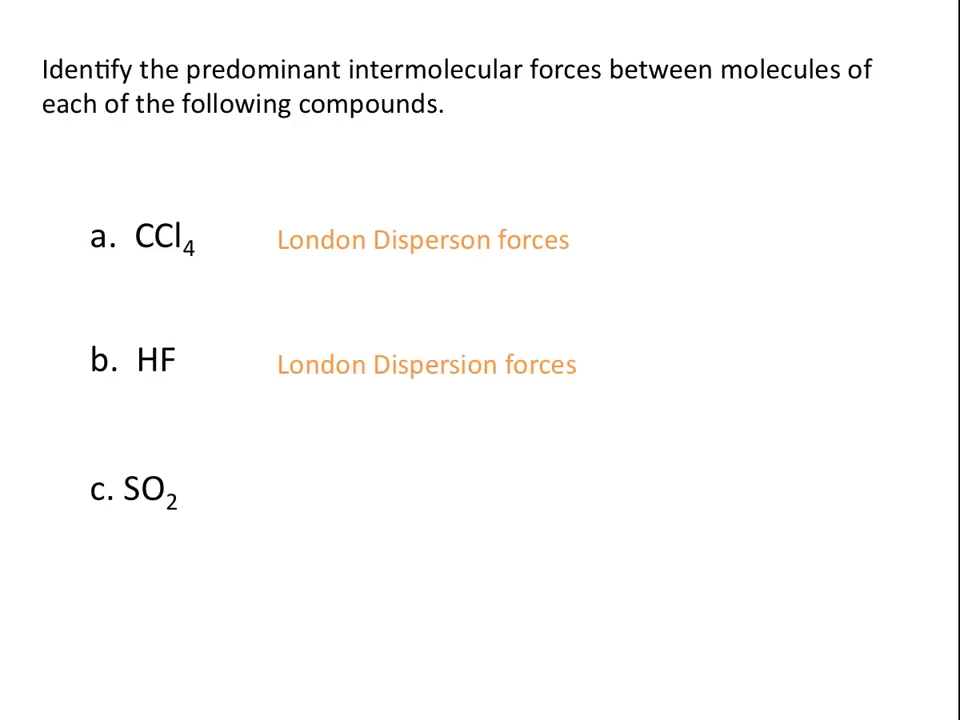 Identify the predominant intermolecular forces between molecules of
each of the following compounds.
a. CCl₄ London Disperson forces
b. HF London Dispersion forces
c. SO₂